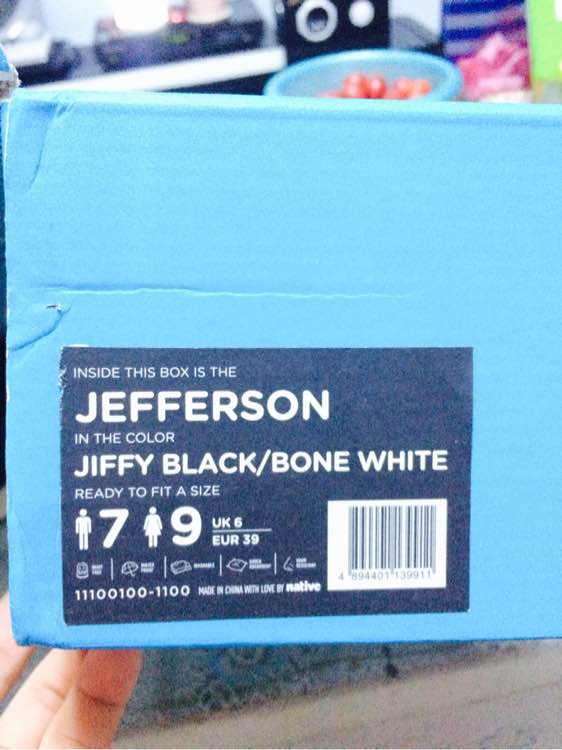 INSIDE THIS BOX IS THE
JEFFERSON
IN THE COLOR
JIFFY BLACK/BONE WHITE
READY TO FIT A SIZE
7 9 UK 6
EUR 39
WASHABLE
11100100-1100 MADE IN CHINA WITH LOVE BY native
4 894401 139911